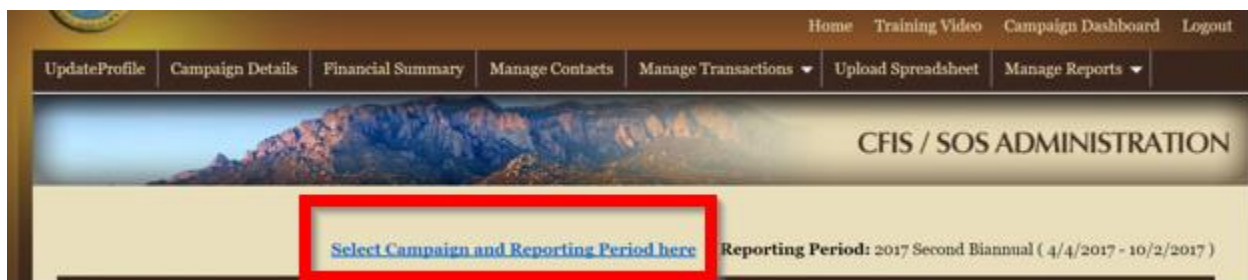 Home Training Video Campaign Dashboard Logout
UpdateProfile Campaign Details Financial Summary Manage Contacts Manage Transactions Upload Spreadsheet Manage Reports
CFIS / SOS ADMINISTRATION
Select Campaign and Reporting Period here Reporting Period: 2017 Second Biannual ( 4/4/2017 - 10/2/2017 )